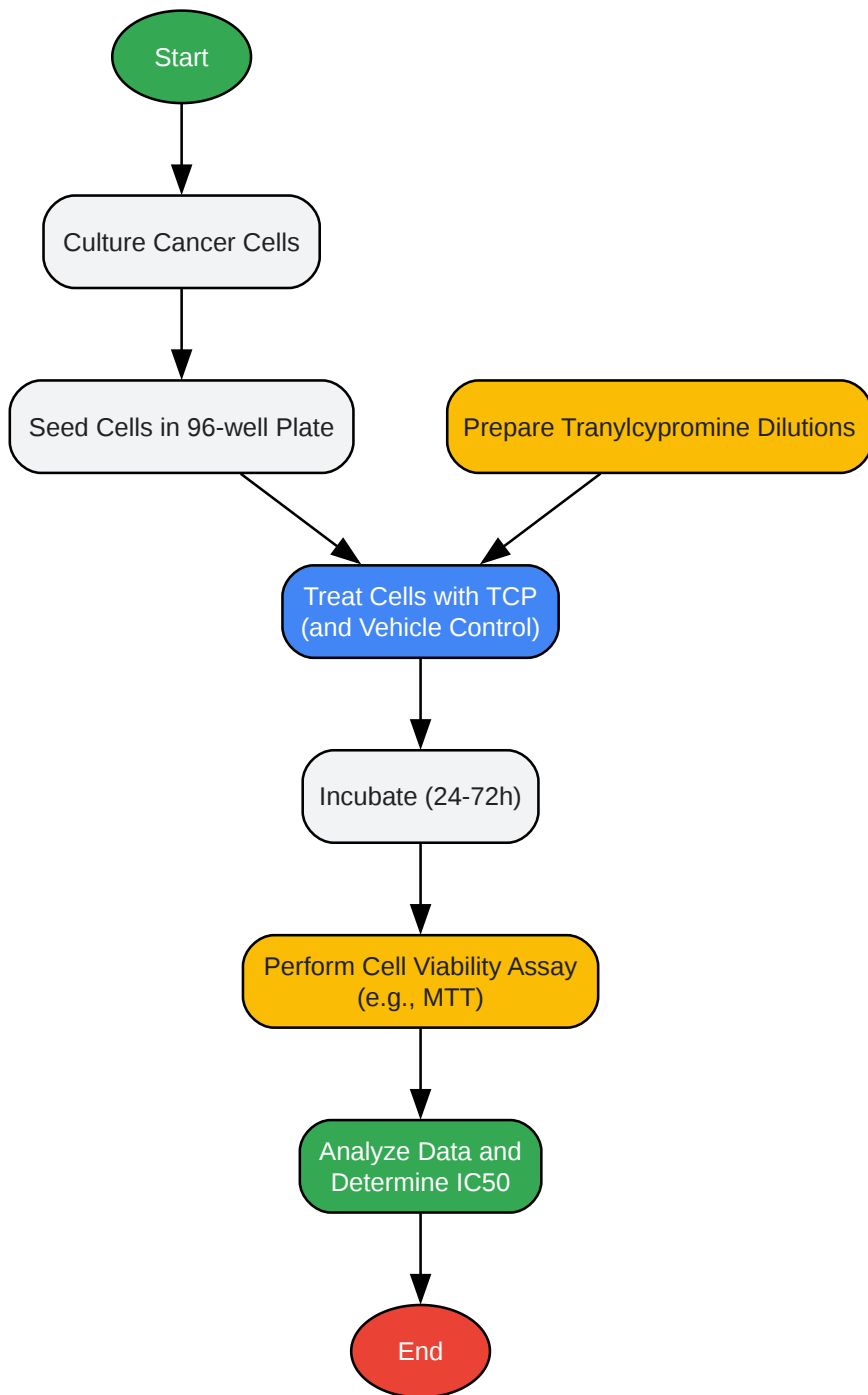 Start
Culture Cancer Cells
Seed Cells in 96-well Plate
Prepare Tranylcypromine Dilutions
Treat Cells with TCP
(and Vehicle Control)
Incubate (24-72h)
Perform Cell Viability Assay
(e.g., MTT)
Analyze Data and
Determine IC50
End